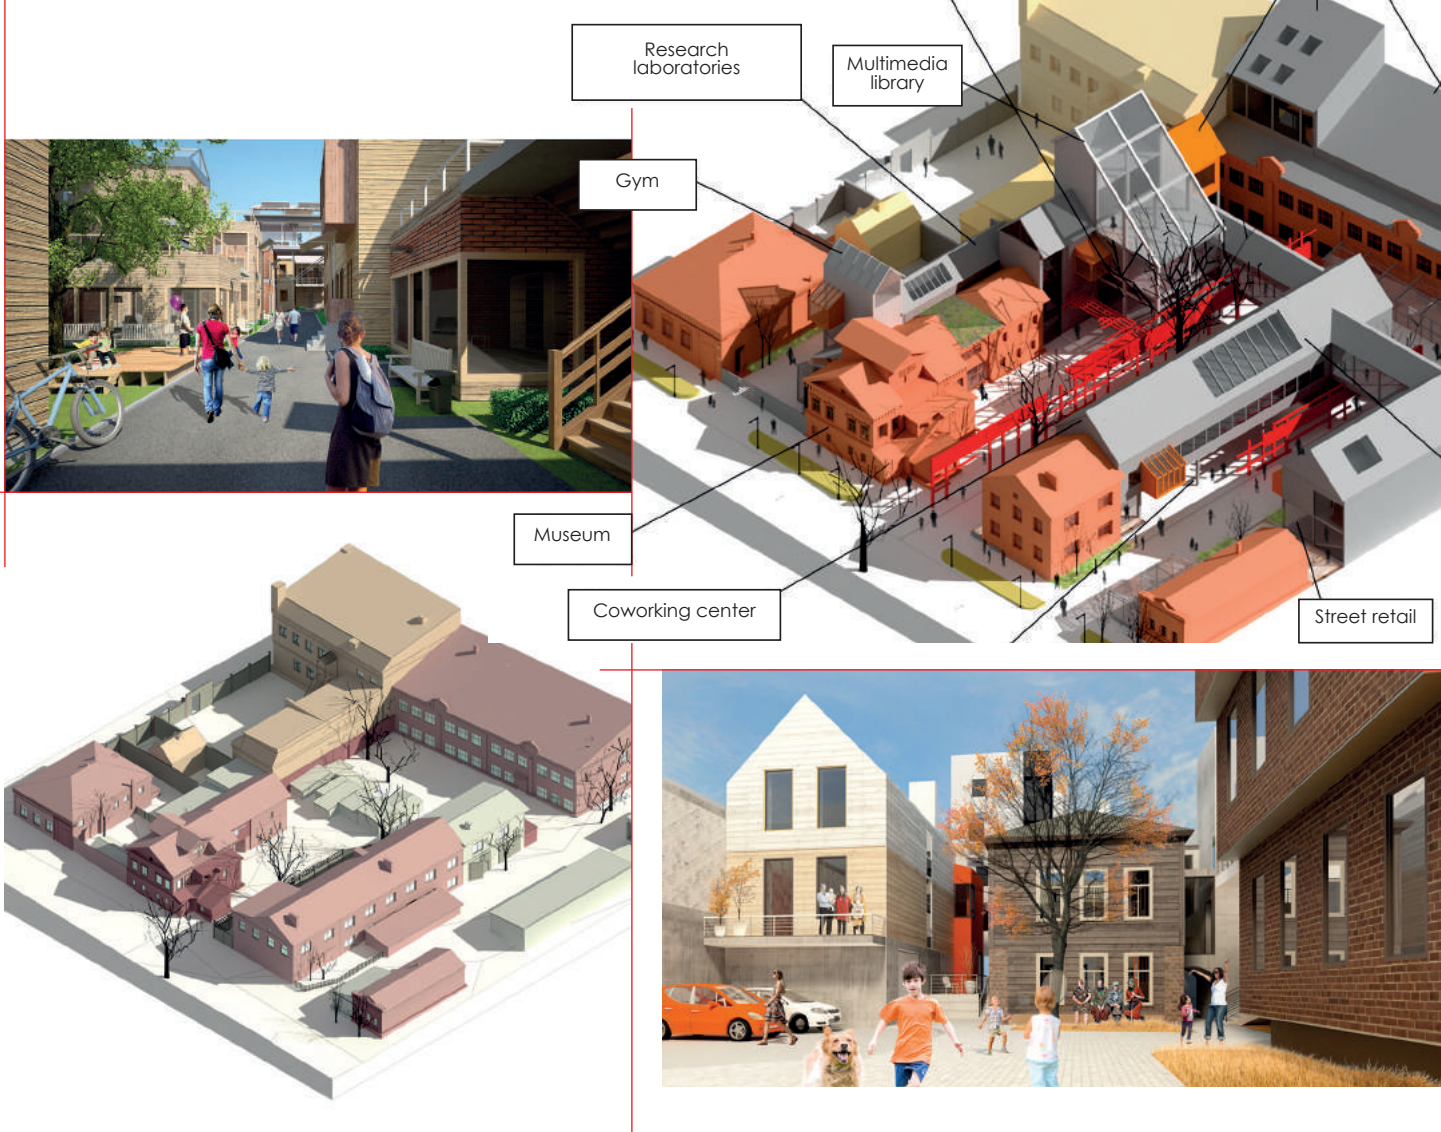 Research
laboratories
Multimedia
library
Gym
Museum
Coworking center
Street retail